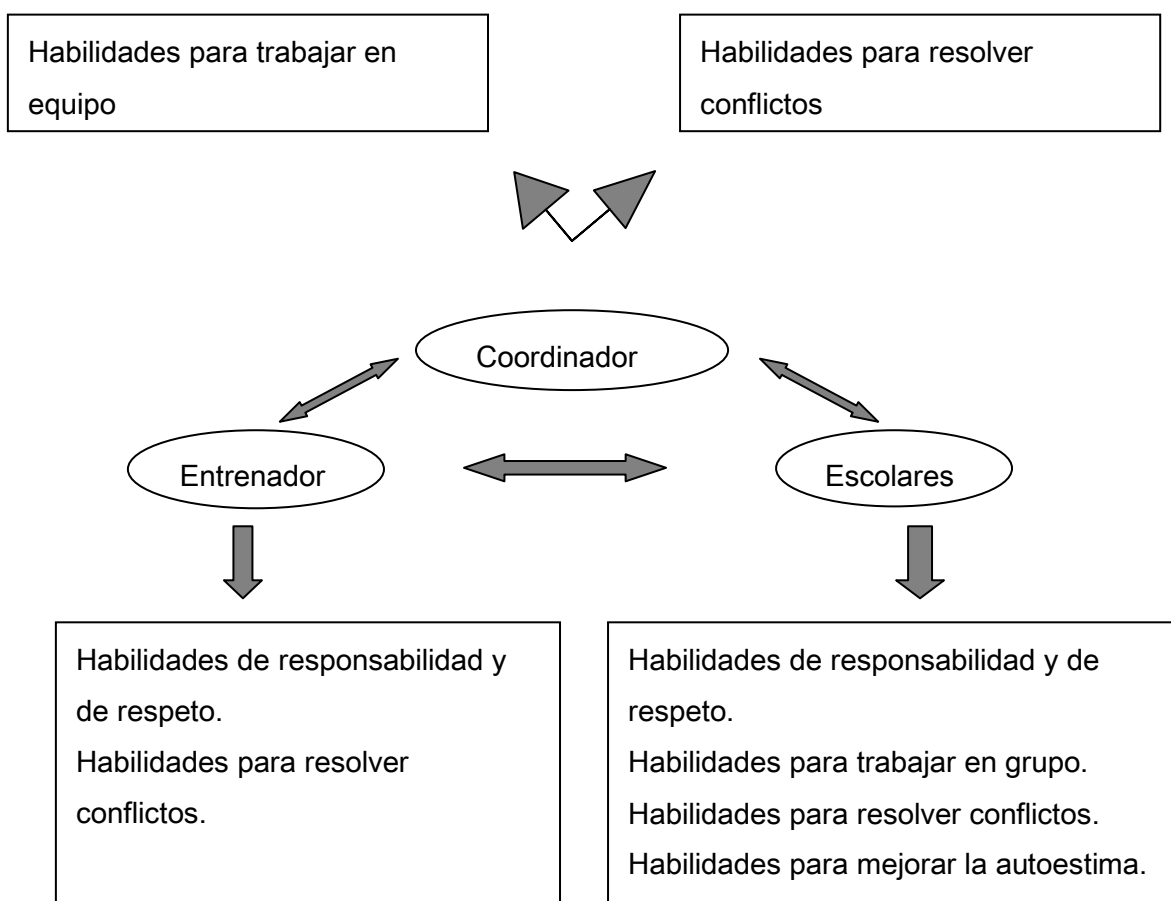 Habilidades para trabajar en
equipo
Habilidades para resolver
conflictos
Coordinador
Entrenador
Escolares
Habilidades de responsabilidad y
de respeto.
Habilidades para resolver
conflictos.
Habilidades de responsabilidad y de
respeto.
Habilidades para trabajar en grupo.
Habilidades para resolver conflictos.
Habilidades para mejorar la autoestima.